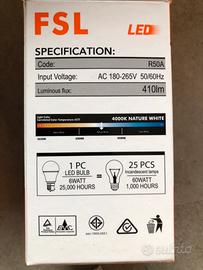 FSL LED
SPECIFICATION:
Code: R50A
Input Voltage: AC 180-265V 50/60Hz
Luminous flux: 410lm
4000K NATURE WHITE
1 PC
LED BULB
6WATT
25,000 HOURS
=
25 PCS
Incandescent lamps
60WATT
1,000 HOURS
subito